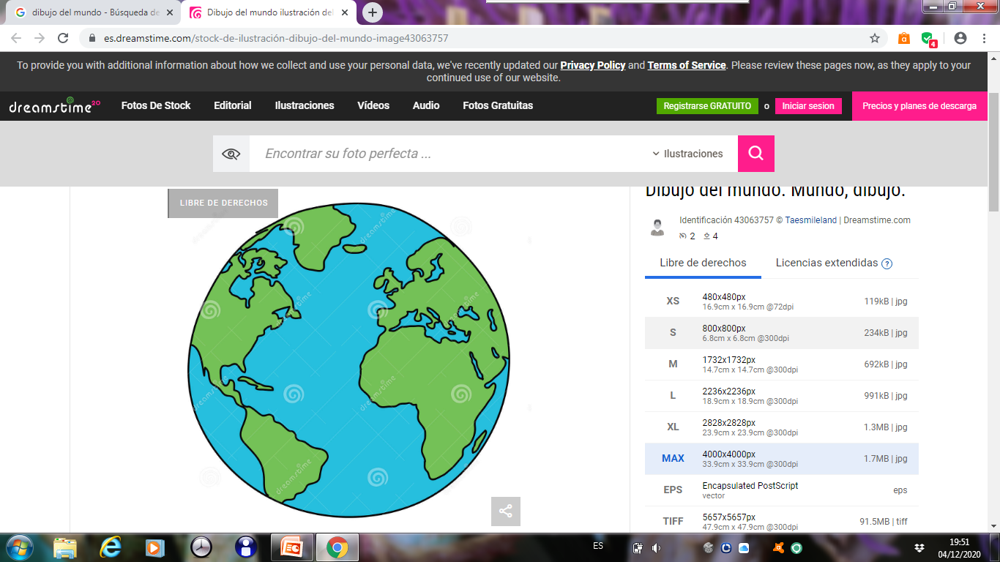 dibujo del mundo - Búsqueda de
Dibujo del mundo ilustración del
es.dreamstime.com/stock-de-ilustración-dibujo-del-mundo-image43063757
4
To provide you with additional information about how we collect and use your personal data, we've recently updated our Privacy Policy and Terms of Service. Please review these pages now, as they apply to your
continued use of our website.
dreamstime 20
Fotos De Stock Editorial Ilustraciones Vídeos Audio Fotos Gratuitas
Registrarse GRATUITO o Iniciar sesion Precios y planes de descarga
Encontrar su foto perfecta ... Ilustraciones
LIBRE DE DERECHOS
Dibujo del mundo. Mundo, dibujo.
Identificación 43063757 © Taesmileland | Dreamstime.com
2 4
Libre de derechos Licencias extendidas ?
XS 480x480px 119kB | jpg
16.9cm x 16.9cm @72dpi
S 800x800px 234kB | jpg
6.8cm x 6.8cm @300dpi
M 1732x1732px 692kB | jpg
14.7cm x 14.7cm @300dpi
L 2236x2236px 991kB | jpg
18.9cm x 18.9cm @300dpi
XL 2828x2828px 1.3MB | jpg
23.9cm x 23.9cm @300dpi
MAX 4000x4000px 1.7MB | jpg
33.9cm x 33.9cm @300dpi
EPS Encapsulated PostScript eps
vector
TIFF 5657x5657px 91.5MB | tiff
47.9cm x 47.9cm @300dpi
dreamstime
dreamstime
dreamstime
dreamstime
dreamstime
dreamstime
dreamstime
ES
19:51
04/12/2020